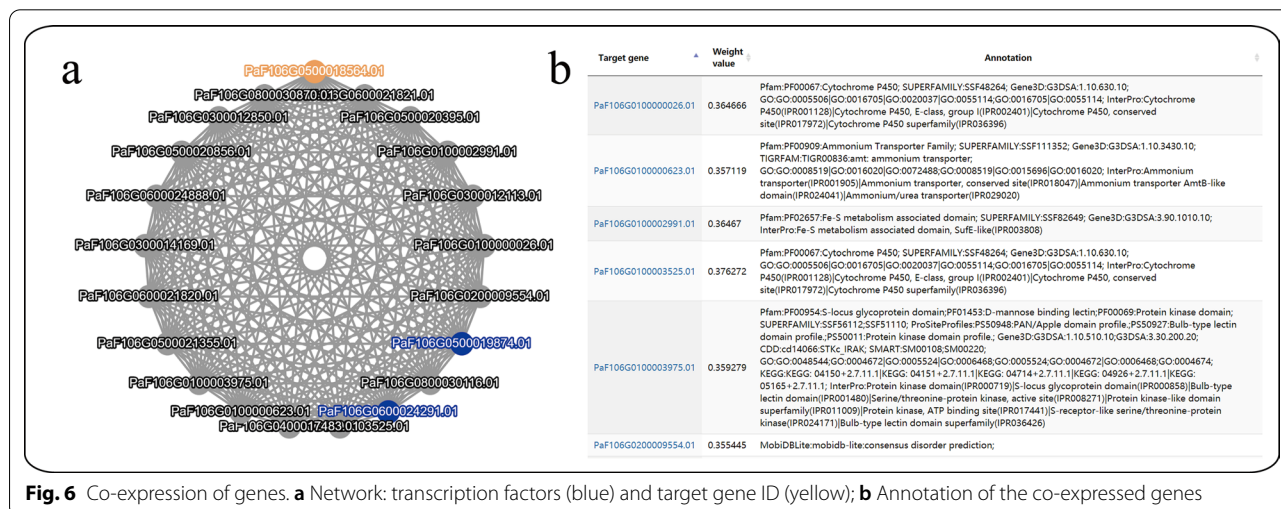 a
PaF106G0500018564.01
PaF106G0600021821.01
PaF106G0300012850.01
PaF106G0500020395.01
PaF106G0500020856.01
PaF106G0100002991.01
PaF106G0600024888.01
PaF106G0300012113.01
PaF106G0300014169.01
PaF106G0100000026.01
PaF106G0600021820.01
PaF106G0200009554.01
PaF106G0500021355.01
PaF106G0500019874.01
PaF106G0100003975.01
PaF106G0800030116.01
PaF106G0100000623.01
PaF106G0600024291.01
b
Target gene Weight value Annotation
PaF106G0100000026.01 0.364666 Pfam:PF00067:Cytochrome P450; SUPERFAMILY:SSF48264; Gene3D:G3DSA:1.10.630.10;
GO:GO:0005506|GO:0016705|GO:0020037|GO:0055114|GO:0016705|GO:0055114; InterPro:Cytochrome
P450(IPR001128)|Cytochrome P450, E-class, group I(IPR002401)|Cytochrome P450, conserved
site(IPR017972)|Cytochrome P450 superfamily(IPR036396)
PaF106G0100000623.01 0.357119 Pfam:PF00909:Ammonium Transporter Family; SUPERFAMILY:SSF111352; Gene3D:G3DSA:1.10.3430.10;
TIGRFAM:TIGR00836:amt: ammonium transporter;
GO:GO:0008519|GO:0016020|GO:0072488|GO:0008519|GO:0015696|GO:0016020; InterPro:Ammonium
transporter(IPR001905)|Ammonium transporter, conserved site(IPR018047)|Ammonium transporter AmtB-like
domain(IPR024041)|Ammonium/urea transporter(IPR029020)
PaF106G0100002991.01 0.36467 Pfam:PF02657:Fe-S metabolism associated domain; SUPERFAMILY:SSF82649; Gene3D:G3DSA:3.90.1010.10;
InterPro:Fe-S metabolism associated domain, SufE-like(IPR003808)
PaF106G0100003525.01 0.376272 Pfam:PF00067:Cytochrome P450; SUPERFAMILY:SSF48264; Gene3D:G3DSA:1.10.630.10;
GO:GO:0005506|GO:0016705|GO:0020037|GO:0055114|GO:0016705|GO:0055114; InterPro:Cytochrome
P450(IPR001128)|Cytochrome P450, E-class, group I(IPR002401)|Cytochrome P450, conserved
site(IPR017972)|Cytochrome P450 superfamily(IPR036396)
PaF106G0100003975.01 0.359279 Pfam:PF00954:S-locus glycoprotein domain;PF01453:D-mannose binding lectin;PF00069:Protein kinase domain;
SUPERFAMILY:SSF56112;SSF51110; ProSiteProfiles:PS50948:PAN/Apple domain profile.;PS50927:Bulb-type lectin
domain profile.;PS50011:Protein kinase domain profile.; Gene3D:G3DSA:1.10.510.10;G3DSA:3.30.200.20;
CDD:cd14066:STKc_IRAK; SMART:SM00108;SM00220;
GO:GO:0048544|GO:0004672|GO:0005524|GO:0006468|GO:0005524|GO:0004672|GO:0006468|GO:0004674;
KEGG:KEGG: 04150+2.7.11.1|KEGG: 04151+2.7.11.1|KEGG: 04714+2.7.11.1|KEGG: 04926+2.7.11.1|KEGG:
05165+2.7.11.1; InterPro:Protein kinase domain(IPR000719)|S-locus glycoprotein domain(IPR000858)|Bulb-type
lectin domain(IPR001480)|Serine/threonine-protein kinase, active site(IPR008271)|Protein kinase-like domain
superfamily(IPR011009)|Protein kinase, ATP binding site(IPR017441)|S-receptor-like serine/threonine-protein
kinase(IPR024171)|Bulb-type lectin domain superfamily(IPR036426)
PaF106G0200009554.01 0.355445 MobiDBLite:mobidb-lite:consensus disorder prediction;
Fig. 6 Co-expression of genes. a Network: transcription factors (blue) and target gene ID (yellow); b Annotation of the co-expressed genes